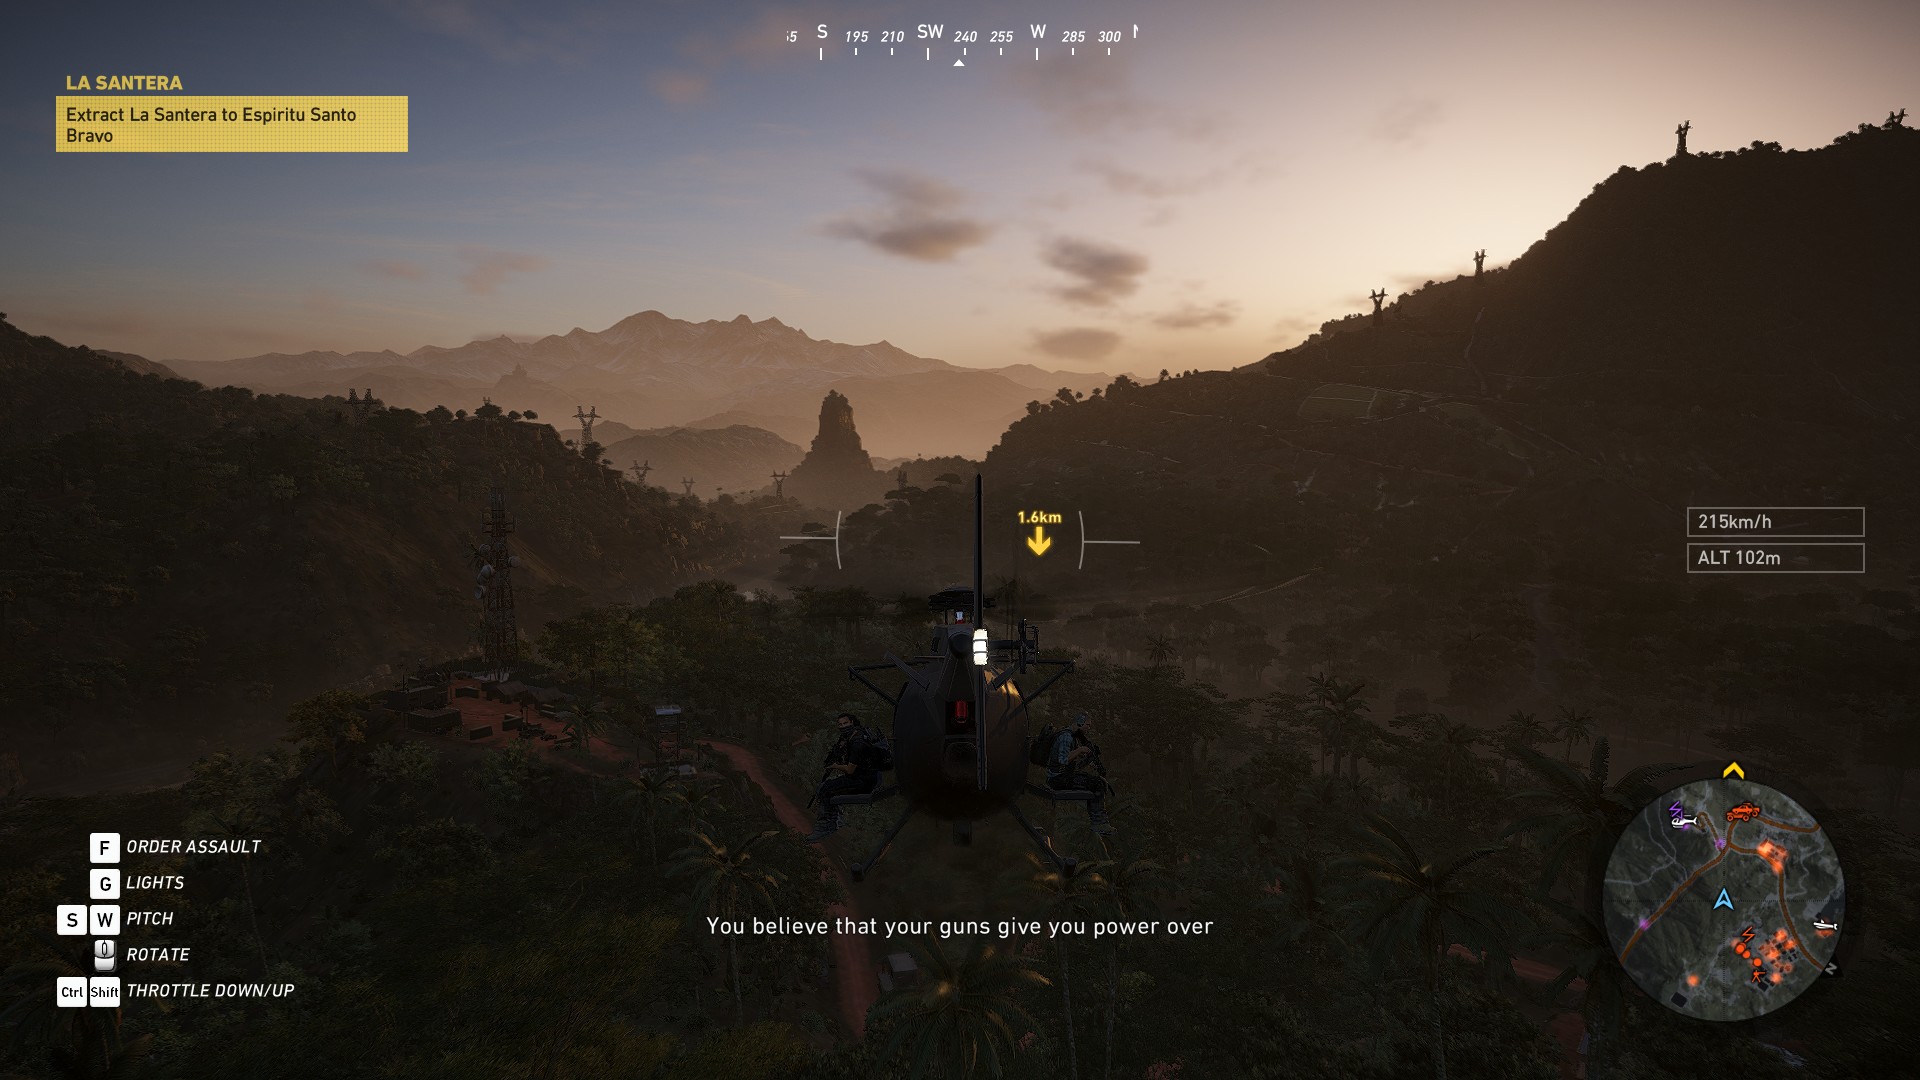 S 195 210 SW 240 255 W 285 300
LA SANTERA
Extract La Santera to Espiritu Santo
Bravo
1.6km
215km/h
ALT 102m
F ORDER ASSAULT
G LIGHTS
S W PITCH
ROTATE
Ctrl Shift THROTTLE DOWN/UP
You believe that your guns give you power over
N